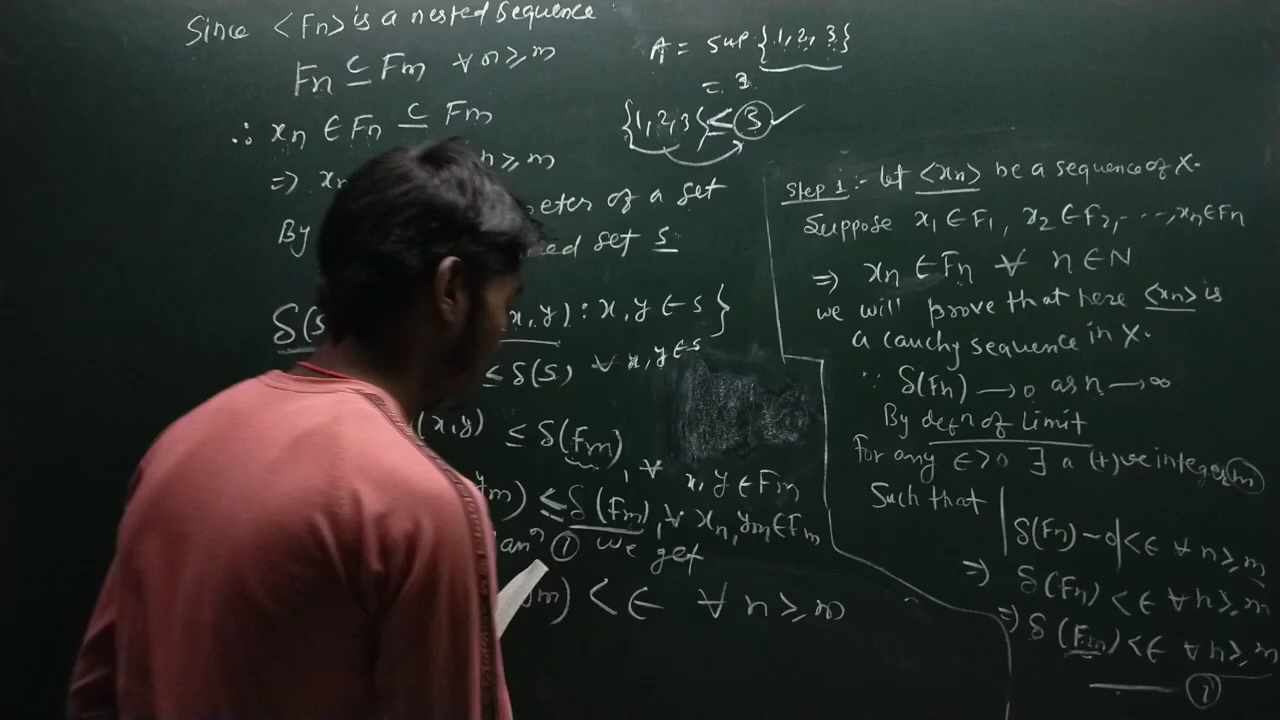 Since <Fn> is a nested sequence
Fn ⊆ Fm ∀ n ≥ m
∴ xn ∈ Fn ⊆ Fm
=> xn n ≥ m
By eter of a set
set s
δ(s x, y) : x, y ∈ s}
≤ δ(s) ∀ x, y ∈ s
(x, y) ≤ δ(Fm), ∀ x, y ∈ Fm
ym) ≤ δ(Fm), ∀ xn, ym ∈ Fm
eqn ① we get
ym) < ∈ ∀ n ≥ m
A = sup {1, 2, 3}
= 3
{1, 2, 3} ≤ 3 ✓
Step 1 :- let <xn> be a sequence of X.
Suppose x1 ∈ F1, x2 ∈ F2, - - -, xn ∈ Fn
=> xn ∈ Fn ∀ n ∈ N
we will prove that here <xn> is
a cauchy sequence in X.
∵ δ(Fn) → 0 as n → ∞
By defn of limit
For any ∈ > 0 ∃ a (+)ve integer m
Such that
|δ(Fn) - 0| < ∈ ∀ n ≥ m
=> δ(Fn) < ∈ ∀ n ≥ m
=> δ(Fm) < ∈ ∀ n ≥ m
①